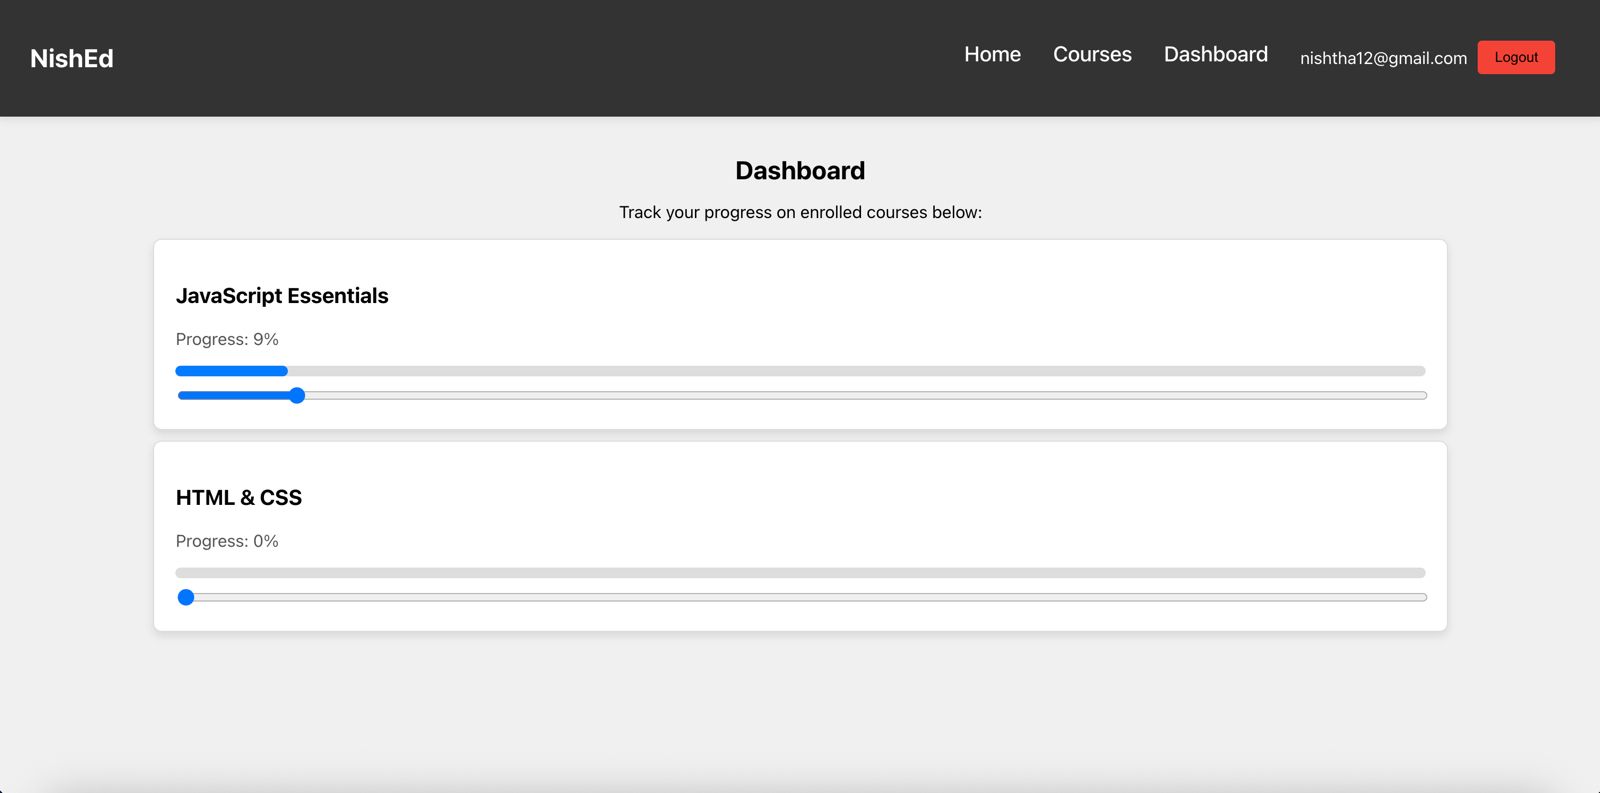 NishEd
Home Courses Dashboard nishtha12@gmail.com Logout
Dashboard
Track your progress on enrolled courses below:
JavaScript Essentials
Progress: 9%
HTML & CSS
Progress: 0%